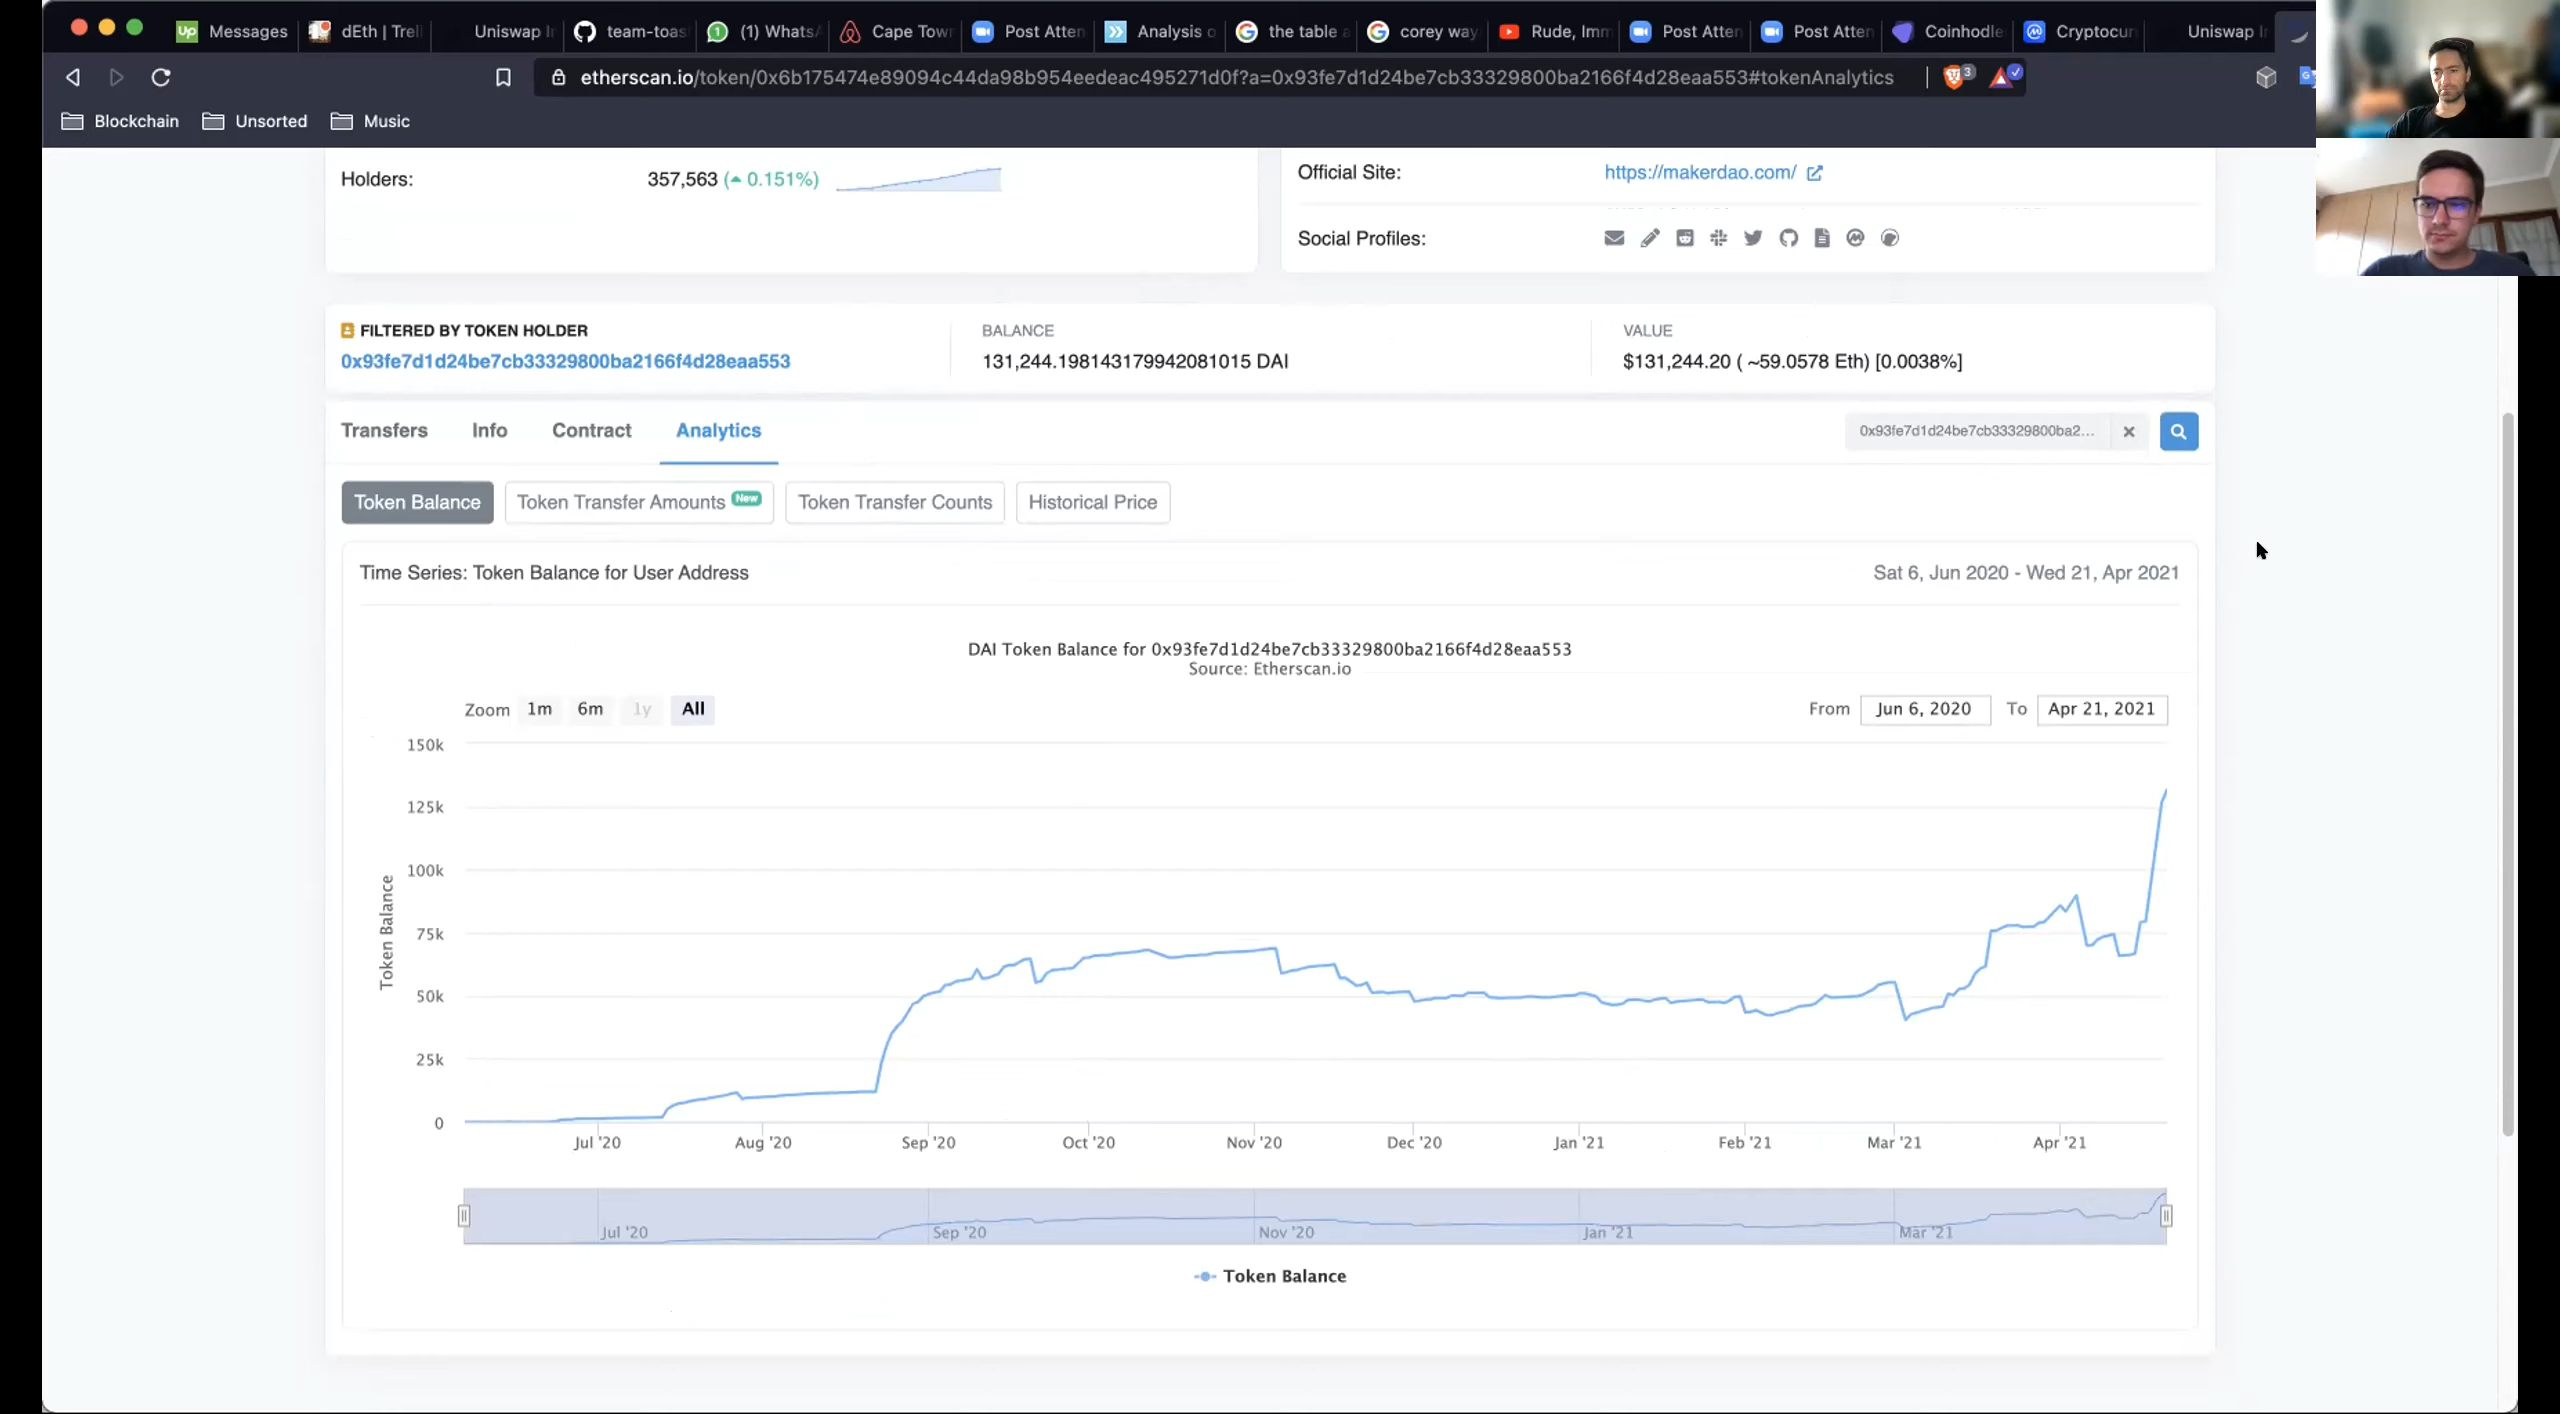 Messages dEth | Trel Uniswap team-toas (1) Whats Cape Tow Post Atten Analysis o the table corey way Rude, Imm Post Atten Post Atten Coinhodle Cryptocur Uniswap
etherscan.io/token/0x6b175474e89094c44da98b954eedeac495271d0f?a=0x93fe7d1d24be7cb33329800ba2166f4d28eaa553#tokenAnalytics 3
Blockchain Unsorted Music
Holders: 357,563 (0.151%)
Official Site: https://makerdao.com/
Social Profiles:
FILTERED BY TOKEN HOLDER
0x93fe7d1d24be7cb33329800ba2166f4d28eaa553
BALANCE
131,244.198143179942081015 DAI
VALUE
$131,244.20 ( ~59.0578 Eth) [0.0038%]
Transfers Info Contract Analytics
0x93fe7d1d24be7cb33329800ba2...
Token Balance Token Transfer Amounts New Token Transfer Counts Historical Price
Time Series: Token Balance for User Address Sat 6, Jun 2020 - Wed 21, Apr 2021
DAI Token Balance for 0x93fe7d1d24be7cb33329800ba2166f4d28eaa553
Source: Etherscan.io
Zoom 1m 6m 1y All
From Jun 6, 2020 To Apr 21, 2021
150k
125k
100k
75k
50k
25k
0
Token Balance
Jul '20 Aug '20 Sep '20 Oct '20 Nov '20 Dec '20 Jan '21 Feb '21 Mar '21 Apr '21
Jul '20 Sep '20 Nov '20 Jan '21 Mar '21
Token Balance